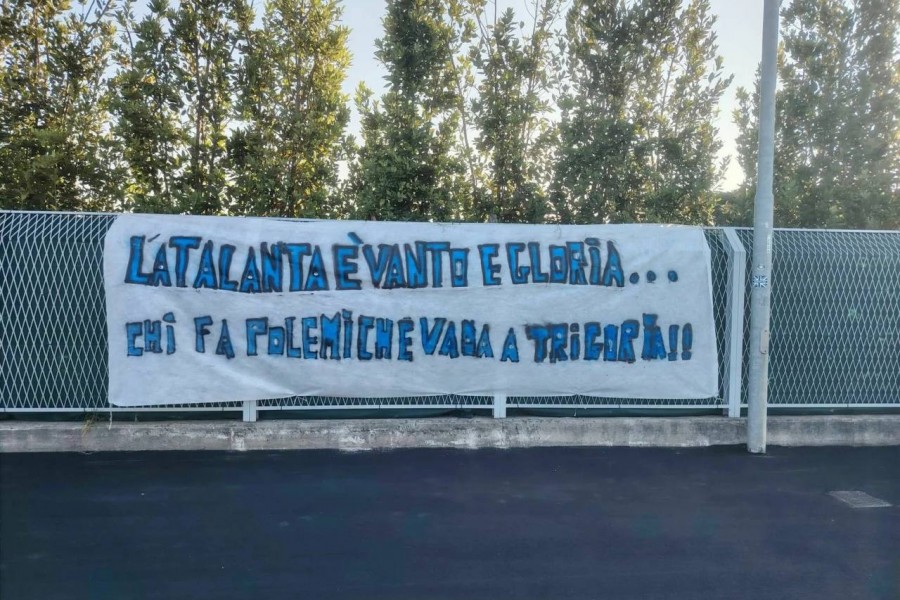 L'ATALANTA È VANTO E GLORIA...
CHI FA POLEMICHE VADA A TRIGORIA!!